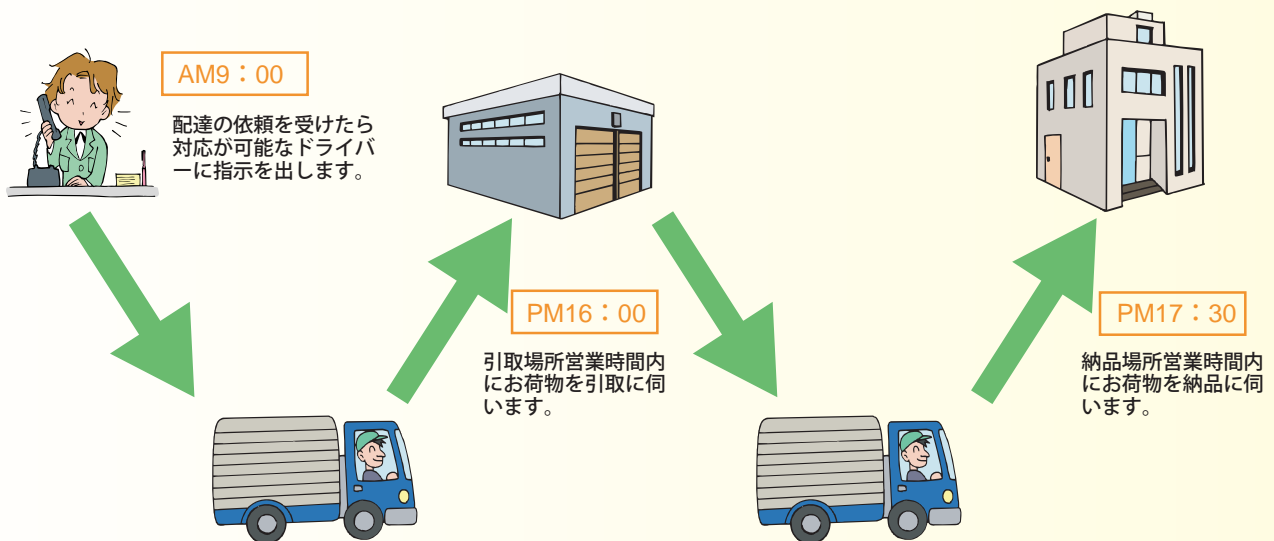 AM9：00
配達の依頼を受けたら
対応が可能なドライバ
ーに指示を出します。
PM16：00
引取場所営業時間内
にお荷物を引取に伺
います。
PM17：30
納品場所営業時間内
にお荷物を納品に伺
います。